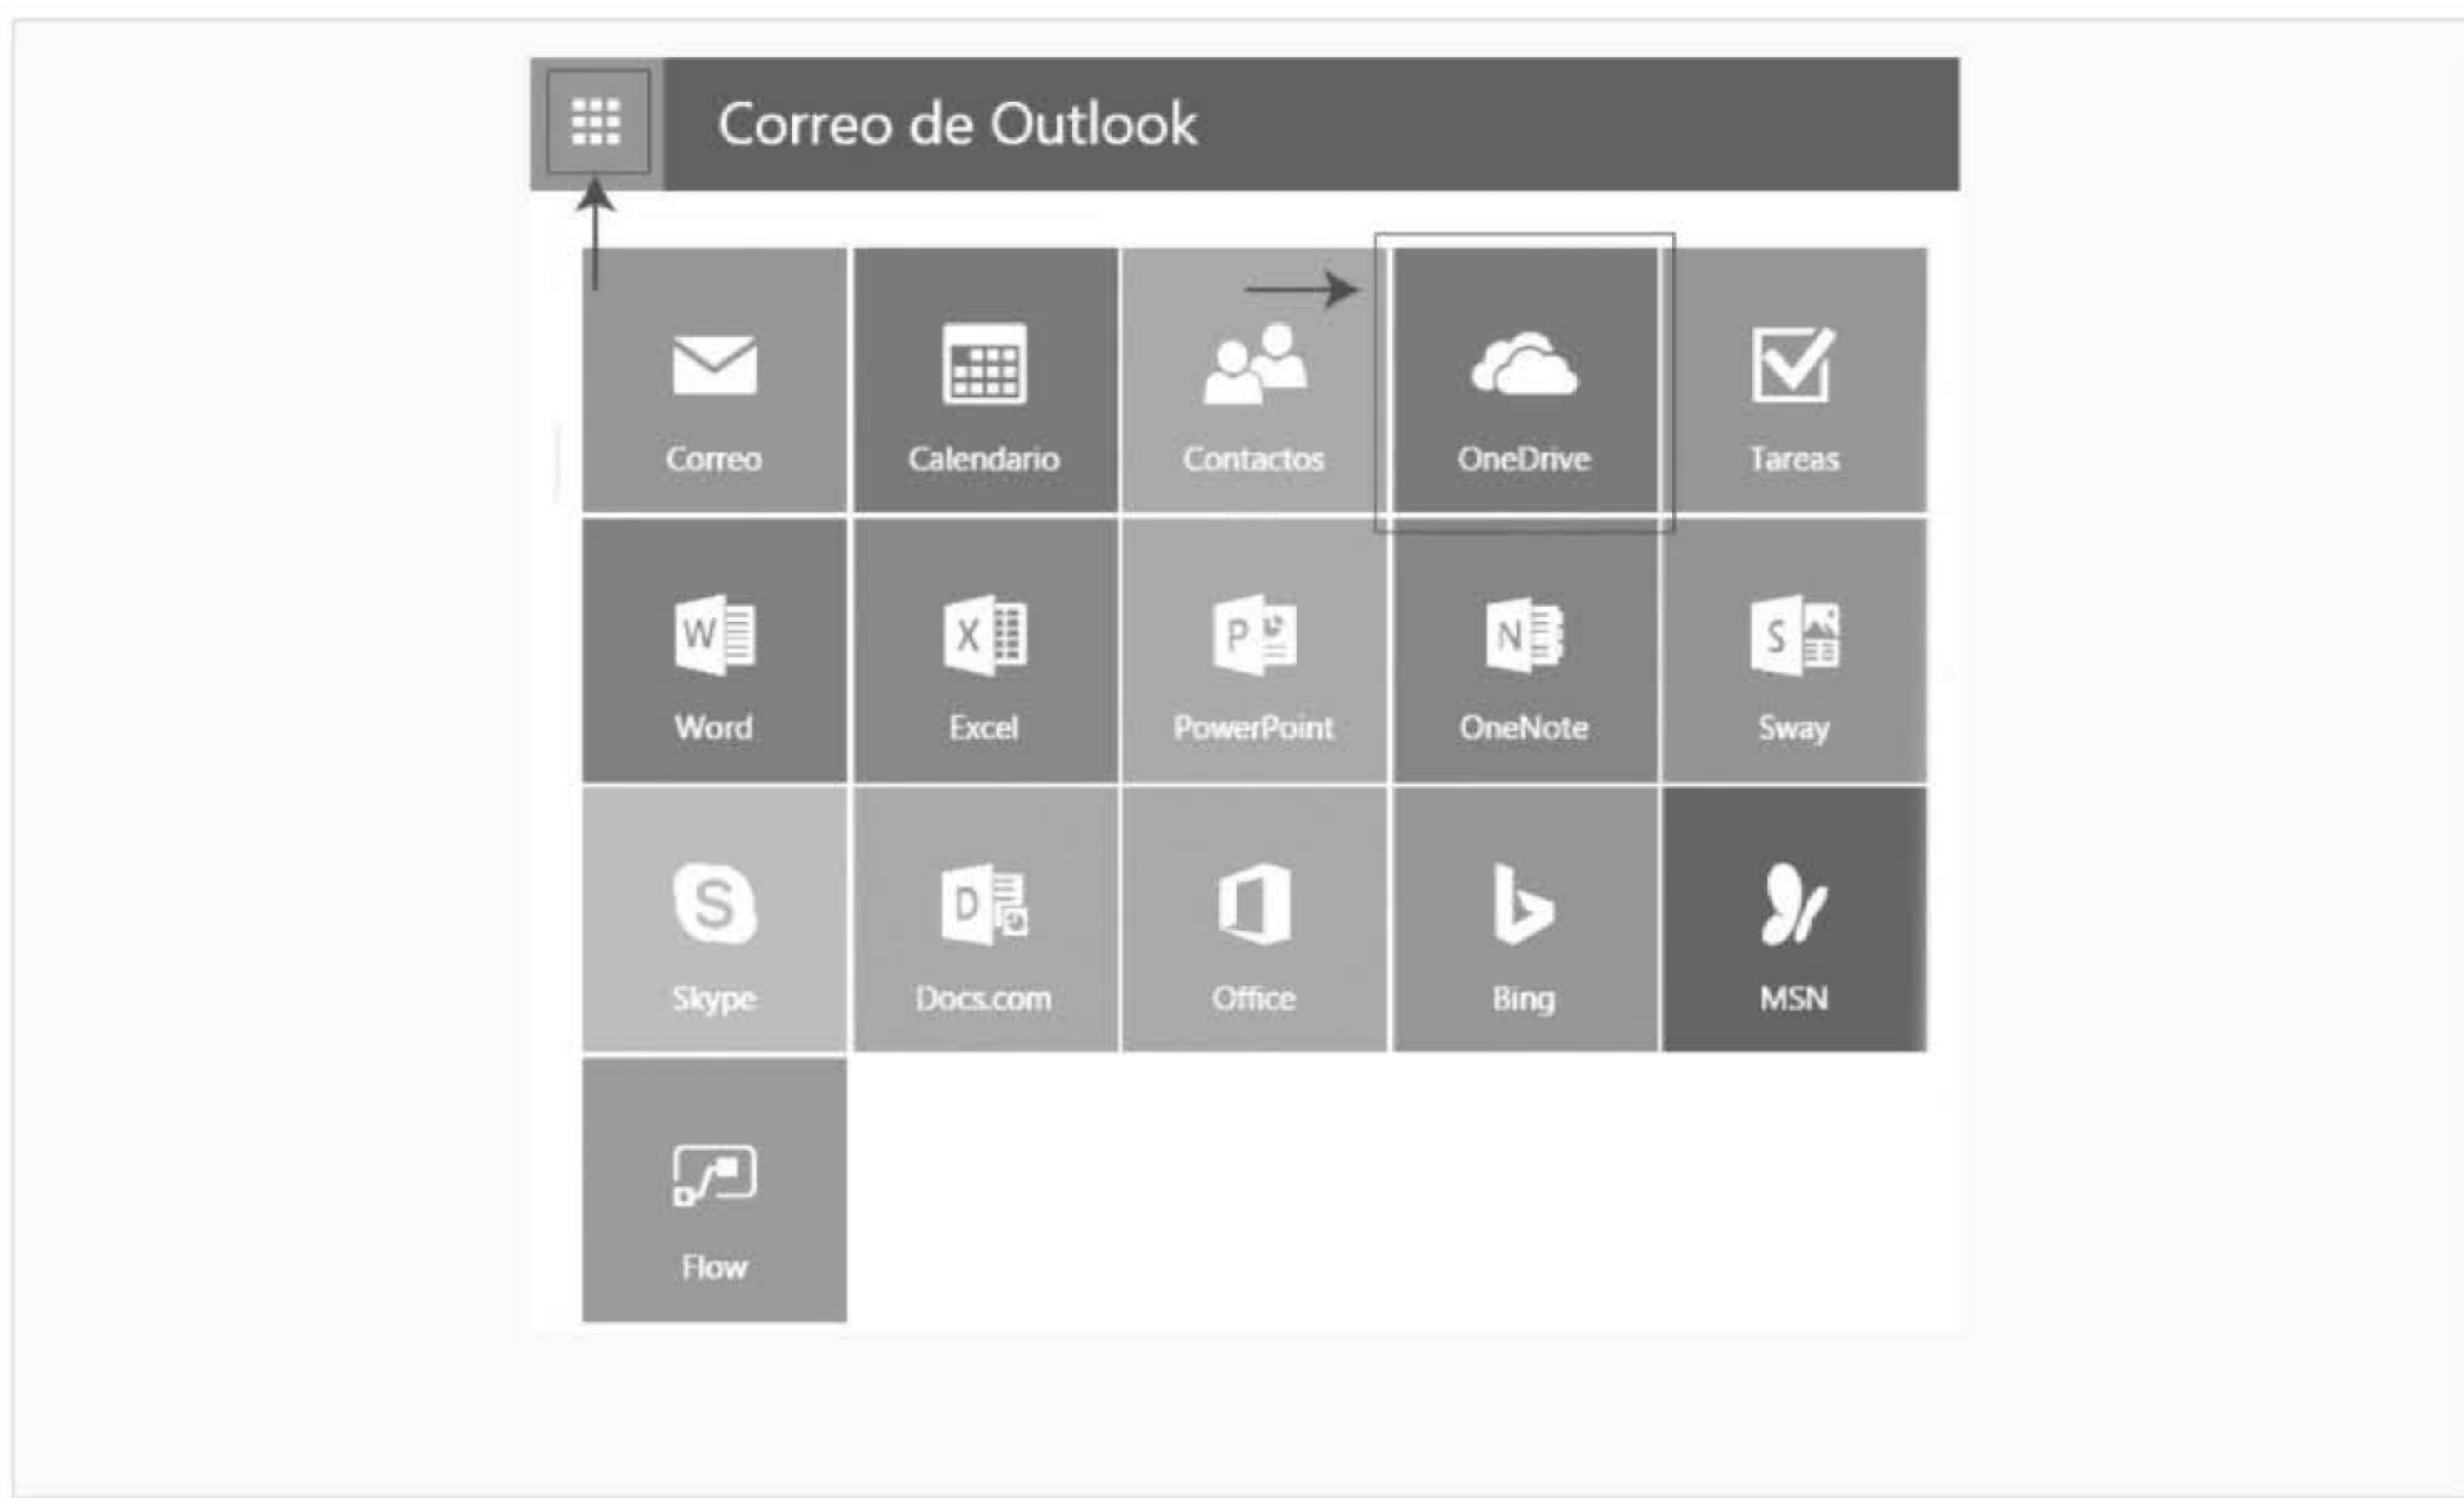 Correo de Outlook
Correo Calendario Contactos OneDrive Tareas
Word Excel PowerPoint OneNote Sway
Skype Docs.com Office Bing MSN
Flow